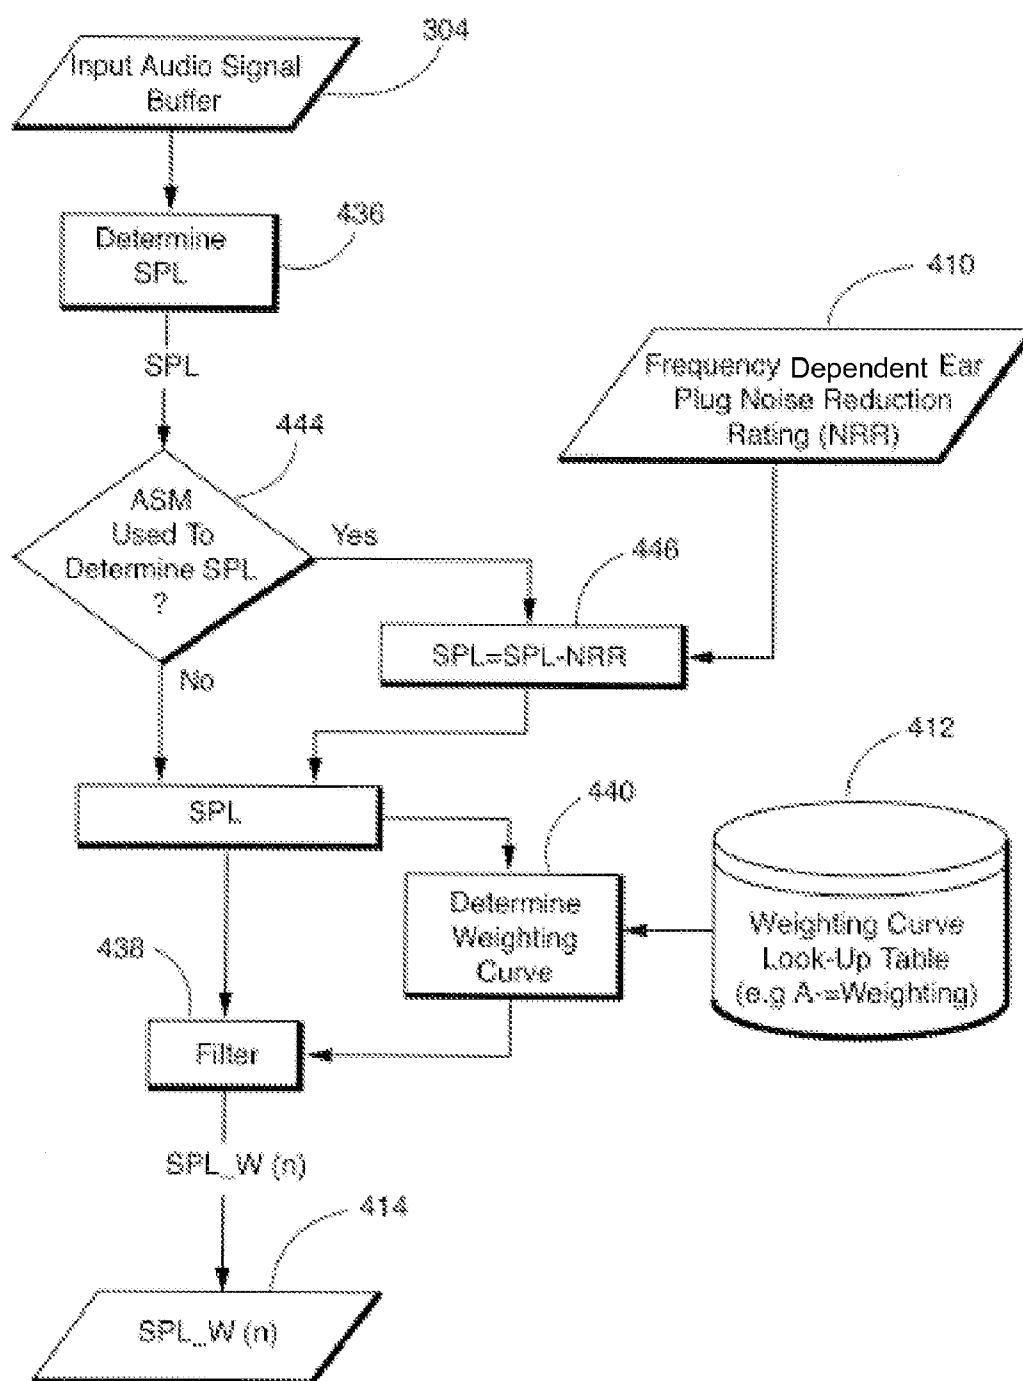 304
Input Audio Signal
Buffer
436
Determine
SPL
410
SPL
Frequency Dependent Ear
Plug Noise Reduction
Rating (NRR)
444
ASM
Used To
Determine SPL
?
Yes
446
SPL=SPL-NRR
No
412
SPL
440
Determine
Weighting
Curve
Weighting Curve
Look-Up Table
(e.g A-=Weighting)
438
Filter
SPL_W (n)
414
SPL_W (n)